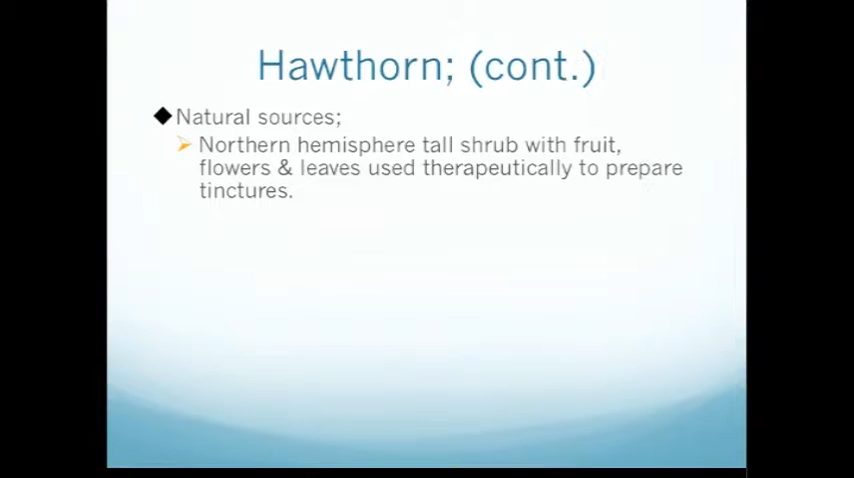 Hawthorn; (cont.)
Natural sources;
Northern hemisphere tall shrub with fruit,
flowers & leaves used therapeutically to prepare
tinctures.